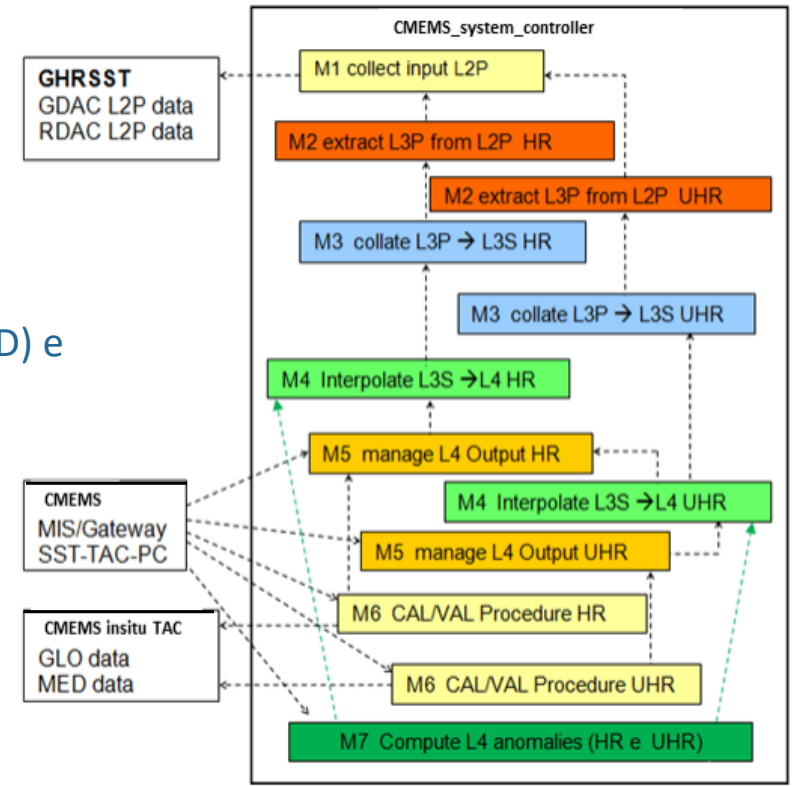 CMEMS_system_controller
GHRSST
GDAC L2P data
RDAC L2P data
M1 collect input L2P
M2 extract L3P from L2P HR
M2 extract L3P from L2P UHR
M3 collate L3P → L3S HR
M3 collate L3P → L3S UHR
D) e
M4 Interpolate L3S →L4 HR
M5 manage L4 Output HR
CMEMS
MIS/Gateway
SST-TAC-PC
M4 Interpolate L3S →L4 UHR
M5 manage L4 Output UHR
M6 CAL/VAL Procedure HR
CMEMS insitu TAC
GLO data
MED data
M6 CAL/VAL Procedure UHR
M7 Compute L4 anomalies (HR e UHR)